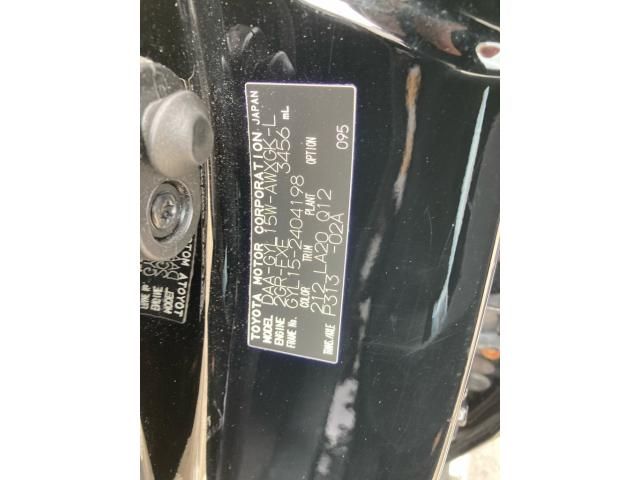 TOYOTA MOTOR CORPORATION JAPAN
MODEL DAA-GYL15W-AWXGK-L
ENGINE 2GR-FXE 3456 mL
FRAME No. GYL15-2404198
COLOR TRIM PLANT OPTION
212 LA20 Q12 095
TRANS./AXLE P313 -02A